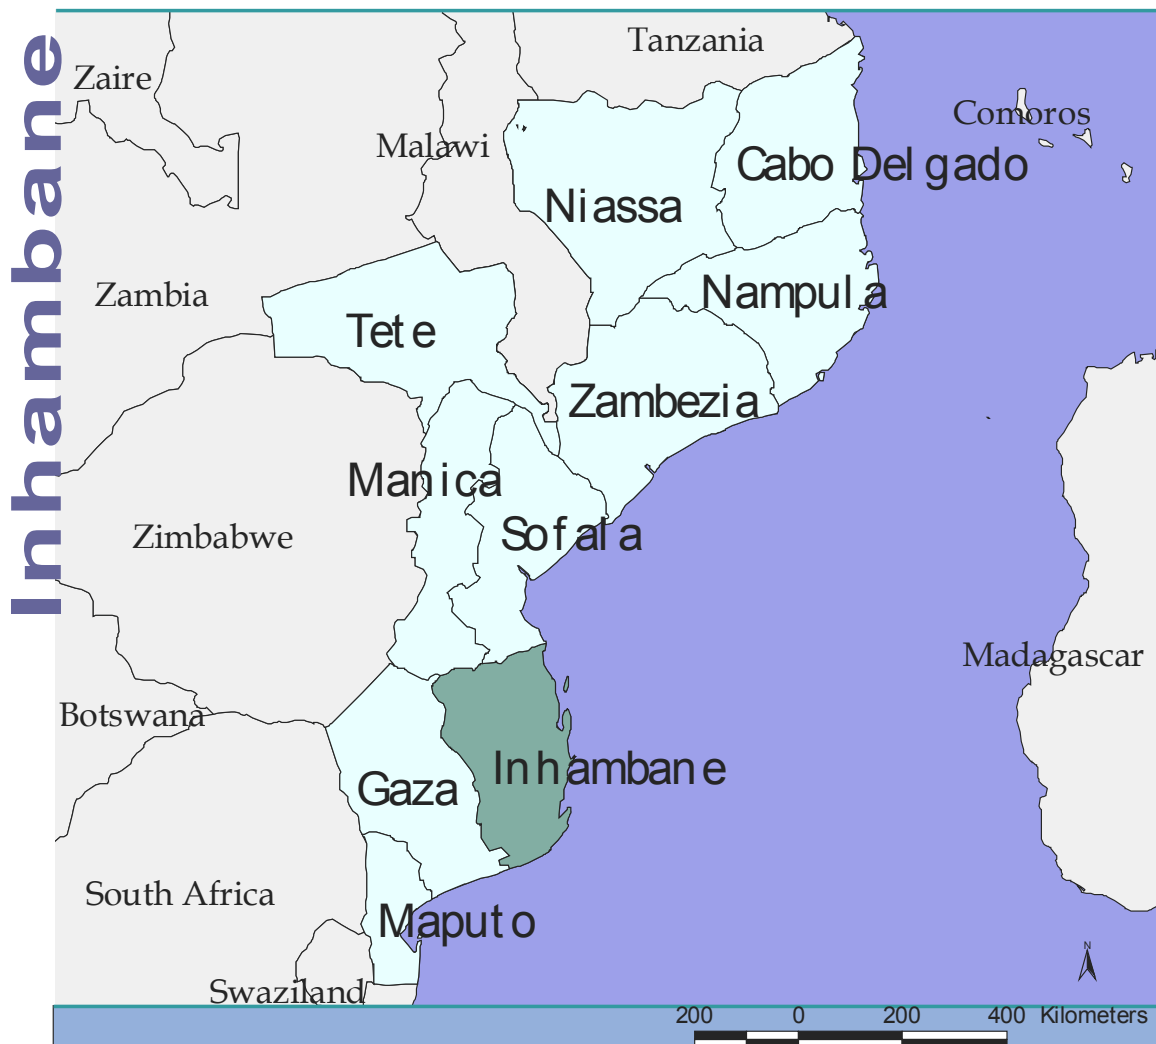 Inhambane
Tanzania
Zaire
Comoros
Malawi
Cabo Delgado
Niassa
Zambia
Nampula
Tete
Zambezia
Manica
Zimbabwe
Sofala
Madagascar
Botswana
Inhambane
Gaza
South Africa
Maputo
N
Swaziland
200 0 200 400 Kilometers